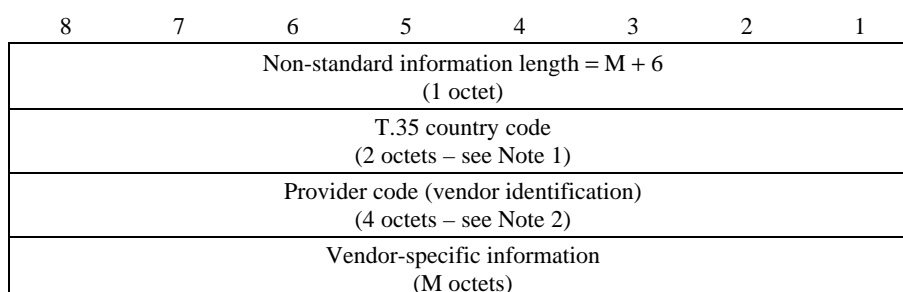 8 7 6 5 4 3 2 1
Non-standard information length = M + 6
(1 octet)
T.35 country code
(2 octets – see Note 1)
Provider code (vendor identification)
(4 octets – see Note 2)
Vendor-specific information
(M octets)